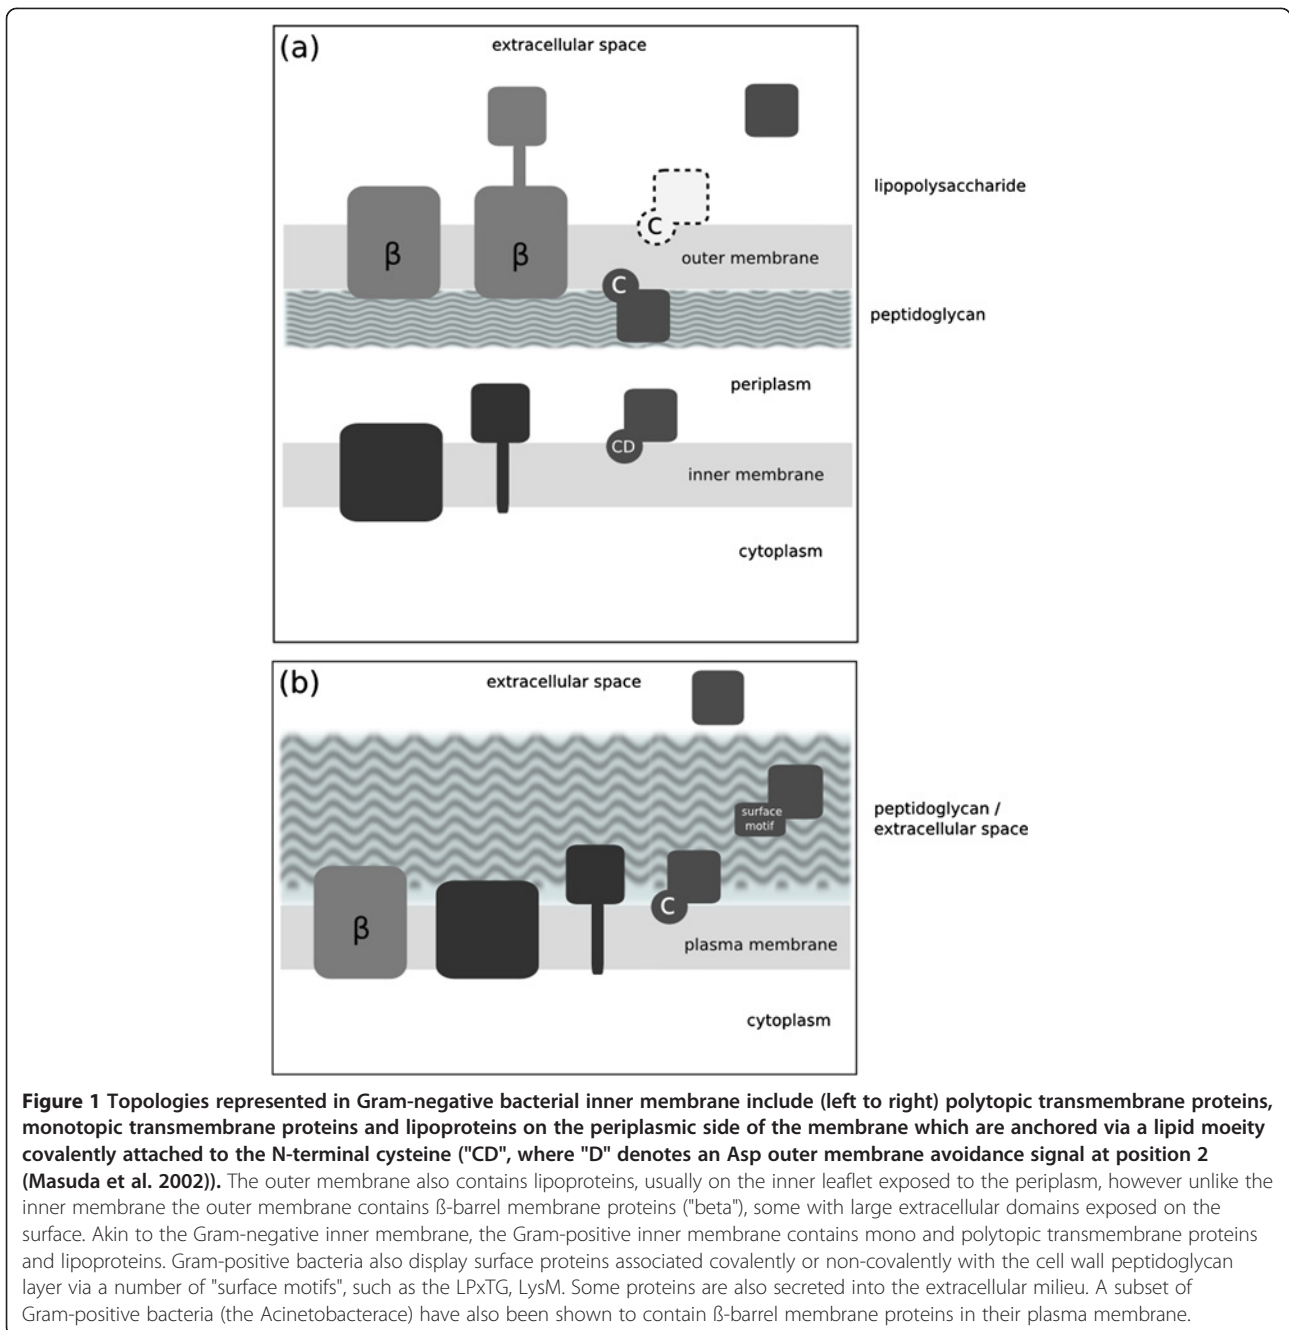 (a)
extracellular space
lipopolysaccharide
C
β
β
outer membrane
C
peptidoglycan
periplasm
CD
inner membrane
cytoplasm
(b)
extracellular space
surface
motif
peptidoglycan /
extracellular space
C
β
plasma membrane
cytoplasm
Figure 1 Topologies represented in Gram-negative bacterial inner membrane include (left to right) polytopic transmembrane proteins,
monotopic transmembrane proteins and lipoproteins on the periplasmic side of the membrane which are anchored via a lipid moeity
covalently attached to the N-terminal cysteine ("CD", where "D" denotes an Asp outer membrane avoidance signal at position 2
(Masuda et al. 2002)). The outer membrane also contains lipoproteins, usually on the inner leaflet exposed to the periplasm, however unlike the
inner membrane the outer membrane contains ß-barrel membrane proteins ("beta"), some with large extracellular domains exposed on the
surface. Akin to the Gram-negative inner membrane, the Gram-positive inner membrane contains mono and polytopic transmembrane proteins
and lipoproteins. Gram-positive bacteria also display surface proteins associated covalently or non-covalently with the cell wall peptidoglycan
layer via a number of "surface motifs", such as the LPxTG, LysM. Some proteins are also secreted into the extracellular milieu. A subset of
Gram-positive bacteria (the Acinetobacterace) have also been shown to contain ß-barrel membrane proteins in their plasma membrane.